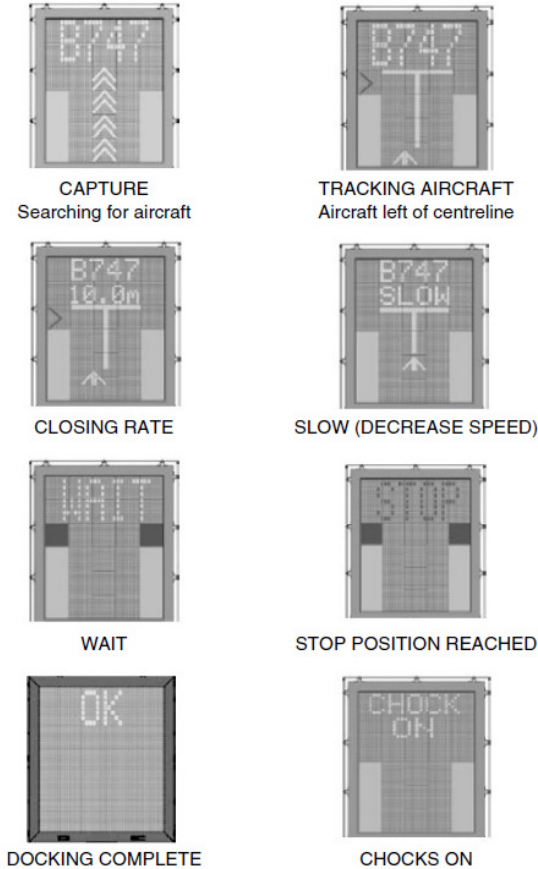 B747
B747
CAPTURE
Searching for aircraft
TRACKING AIRCRAFT
Aircraft left of centreline
B747
10.0m
B747
SLOW
CLOSING RATE
SLOW (DECREASE SPEED)
WAIT
STOP
WAIT
STOP POSITION REACHED
OK
CHOCK
ON
DOCKING COMPLETE
CHOCKS ON